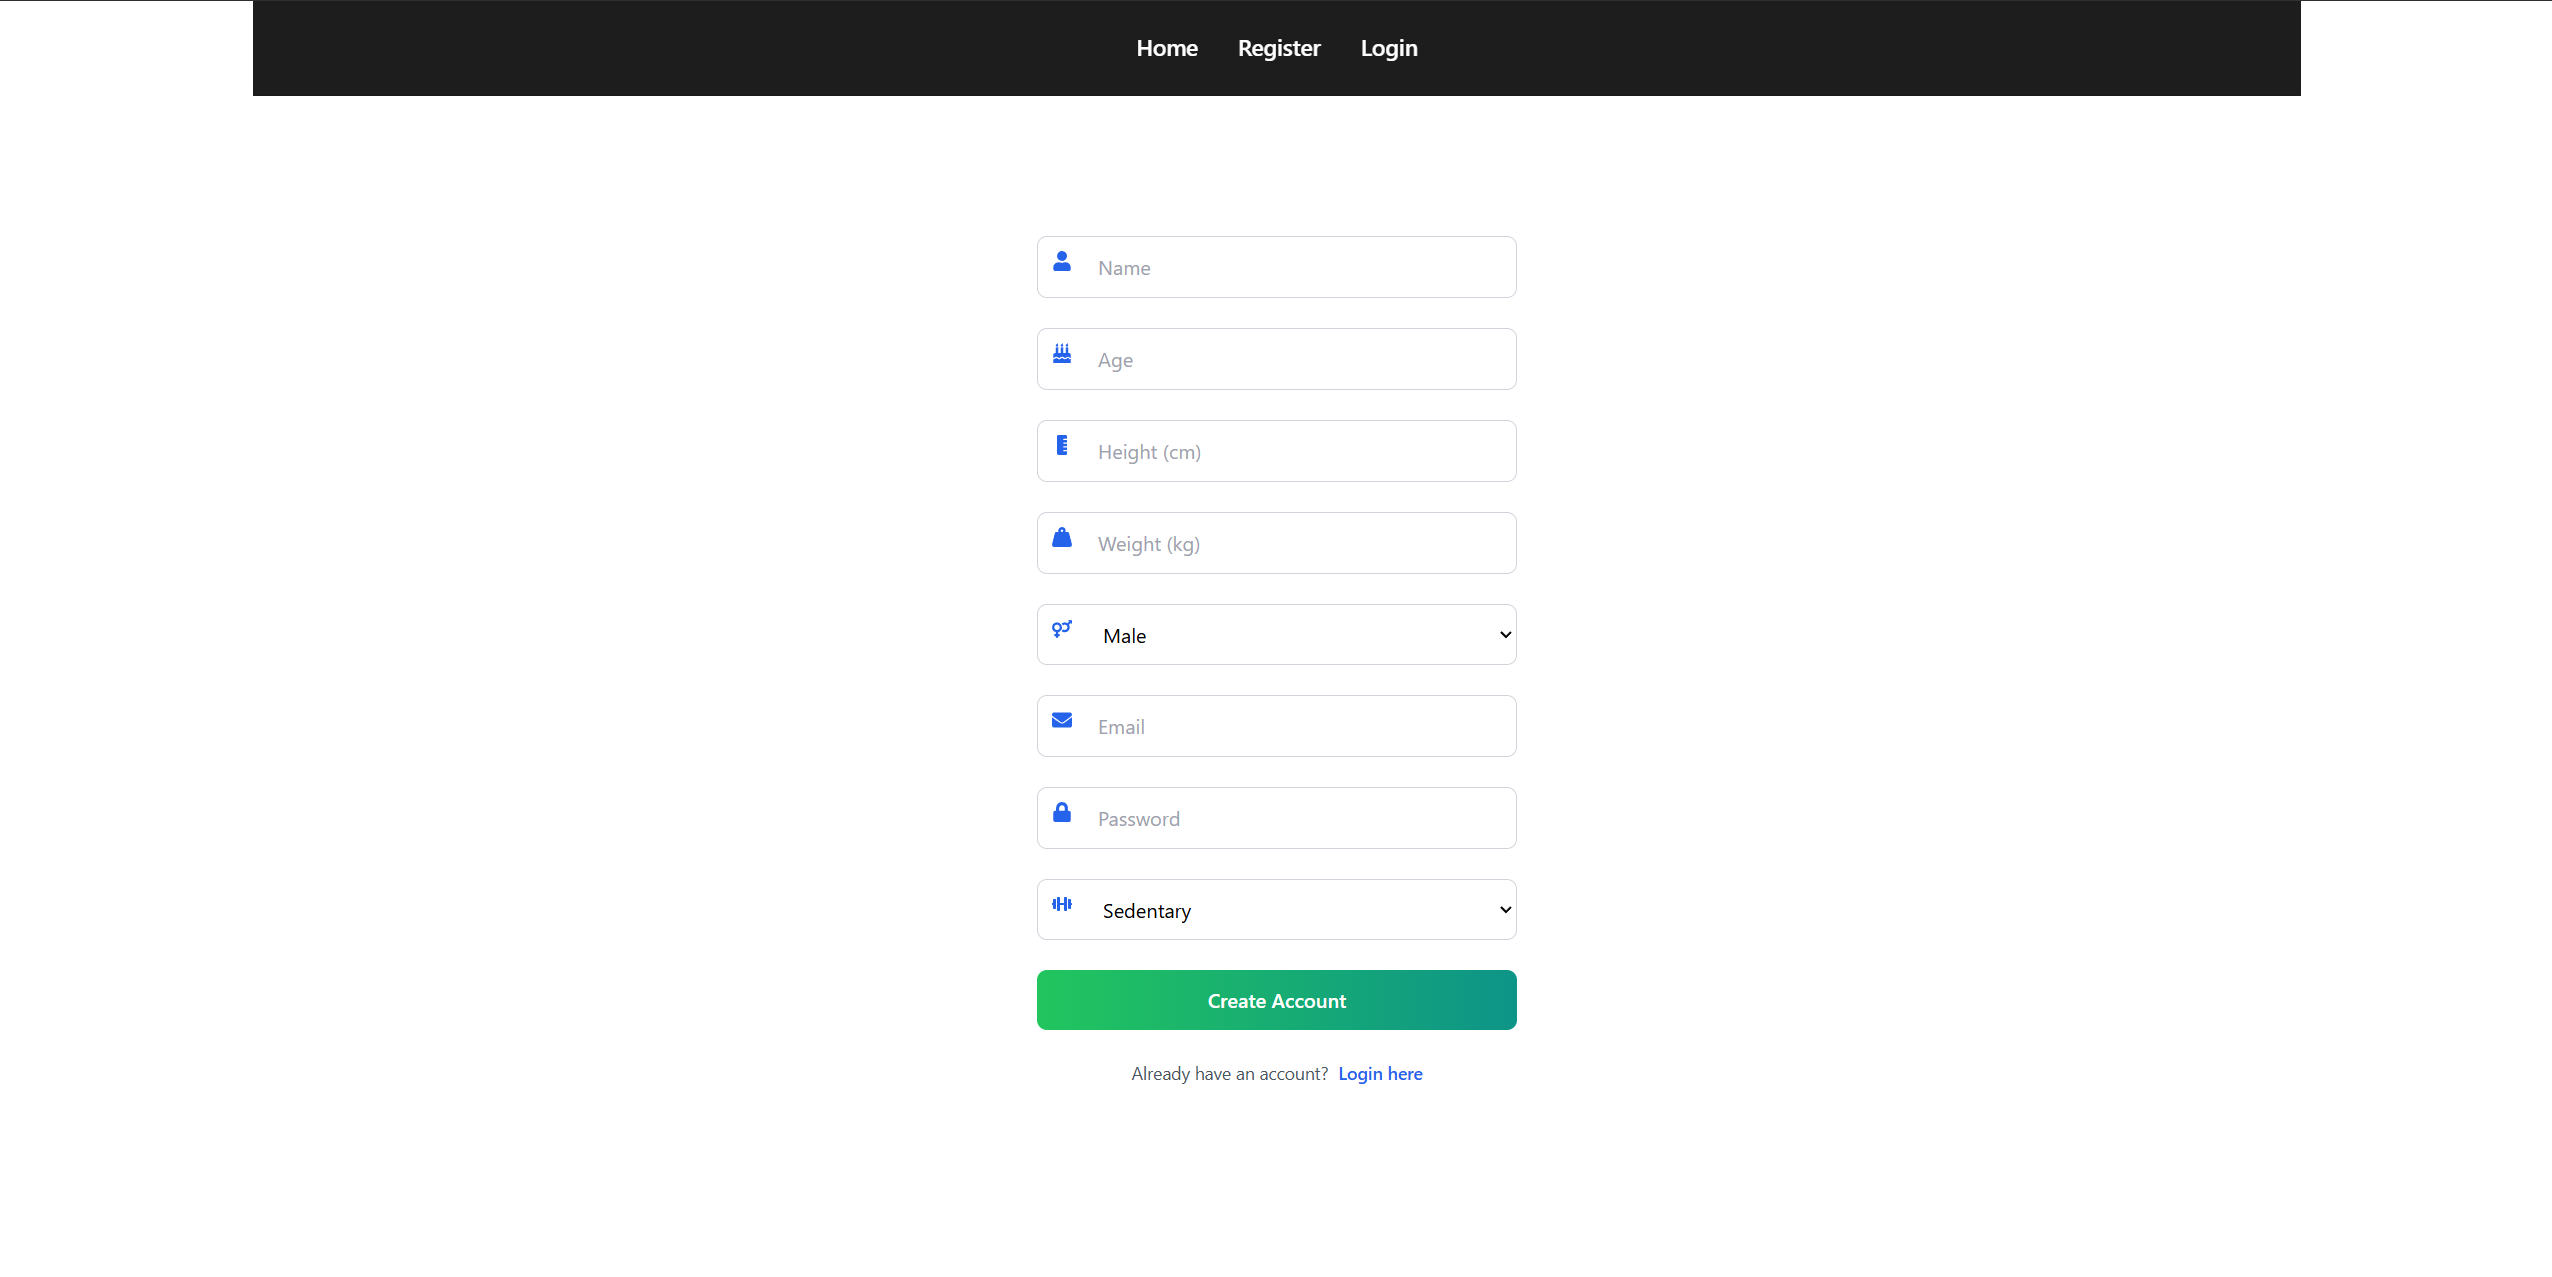 Home Register Login
Name
Age
Height (cm)
Weight (kg)
Male
Email
Password
Sedentary
Create Account
Already have an account? Login here